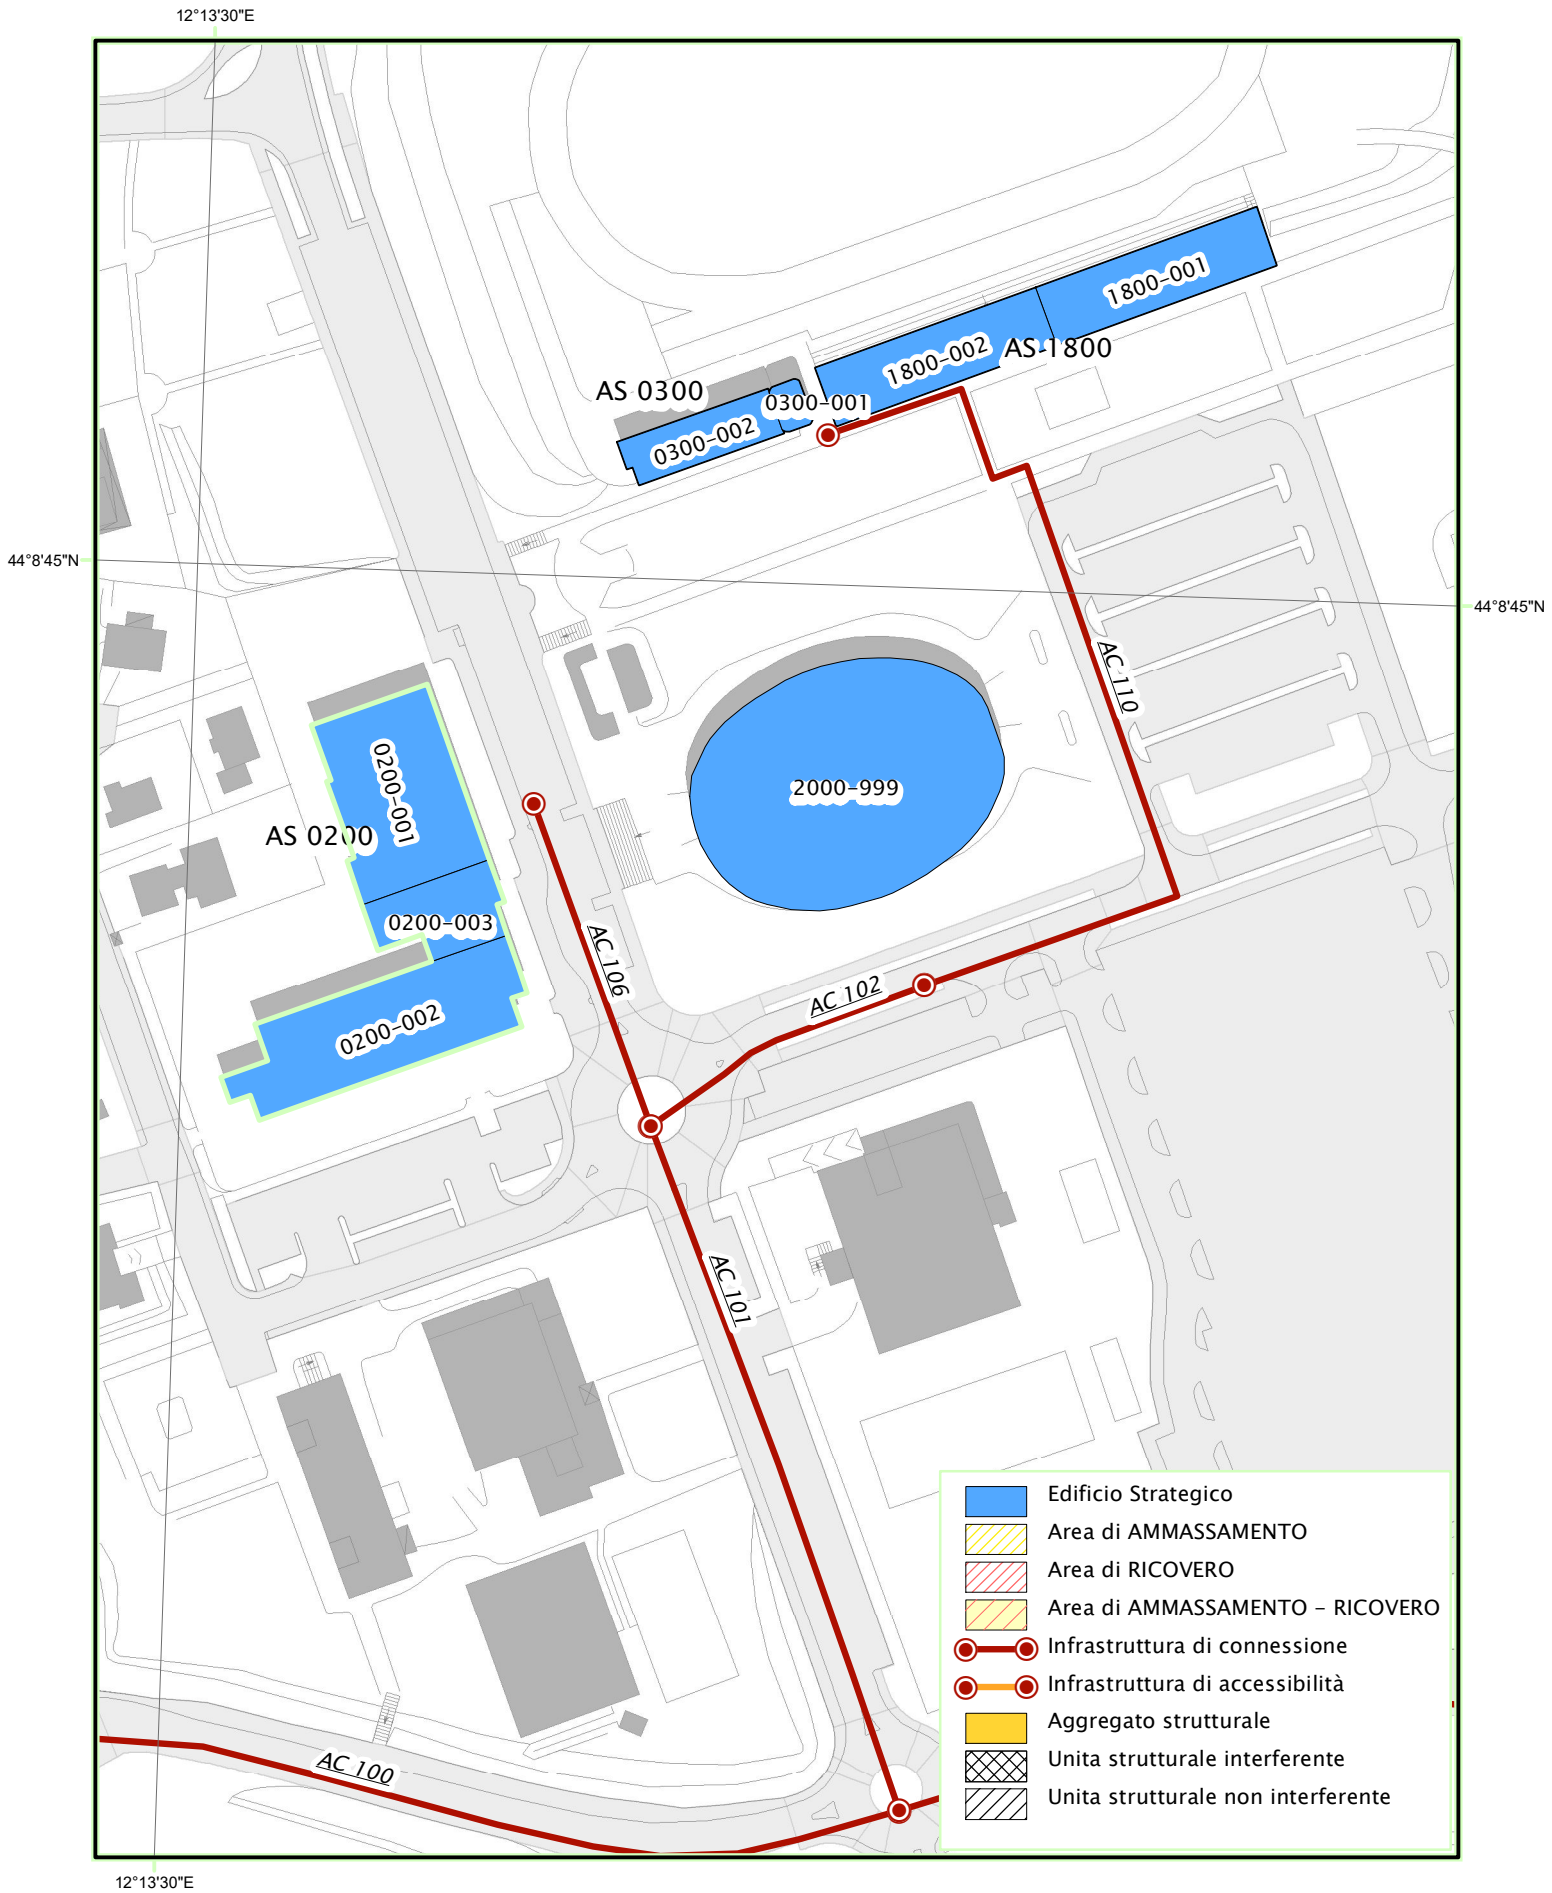 12°13'30"E
1800-001
1800-002
AS 1800
AS 0300
0300-001
0300-002
44°8'45"N
44°8'45"N
AC 110
0200-001
2000-999
AS 0200
0200-003
AC 106
AC 102
0200-002
AC 101
AC 100
Edificio Strategico
Area di AMMASSAMENTO
Area di RICOVERO
Area di AMMASSAMENTO - RICOVERO
Infrastruttura di connessione
Infrastruttura di accessibilità
Aggregato strutturale
Unita strutturale interferente
Unita strutturale non interferente
12°13'30"E